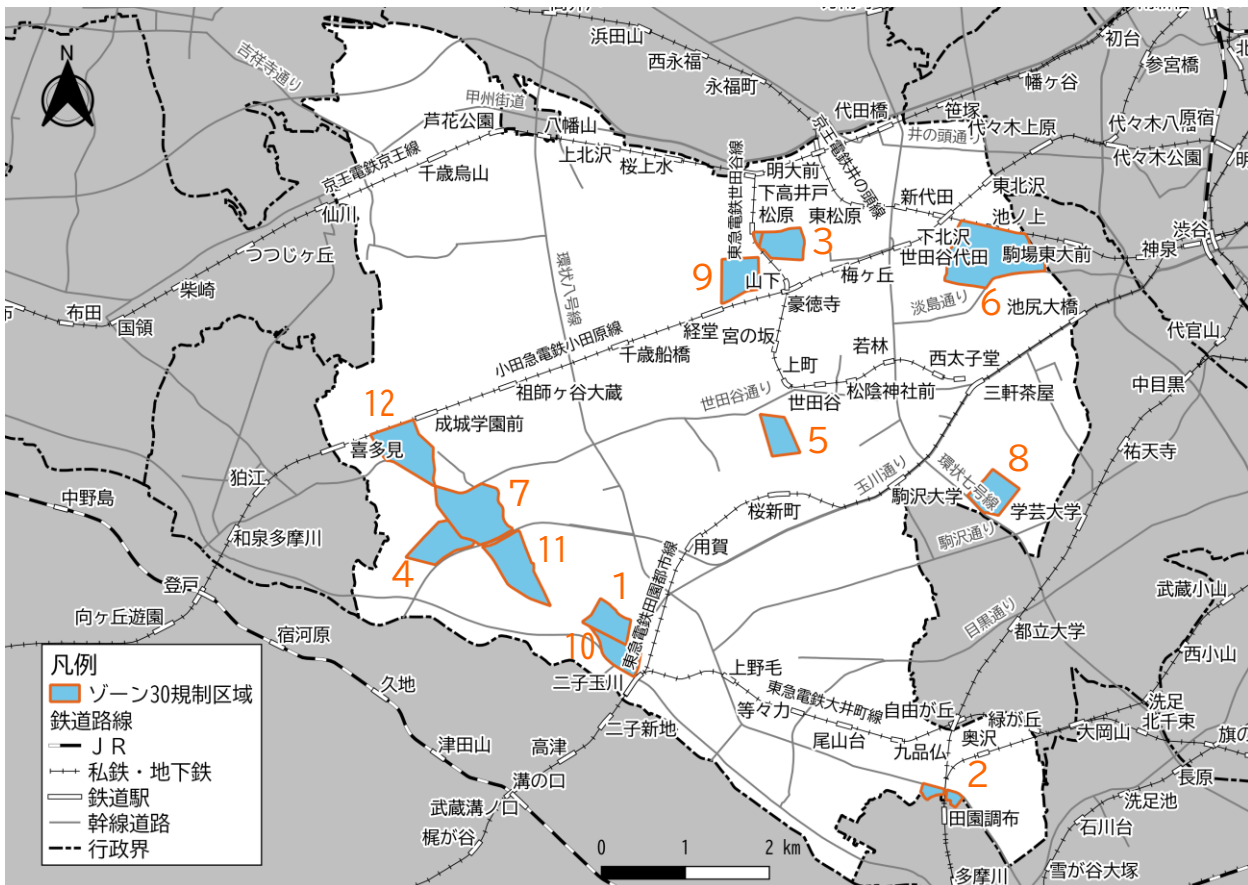 浜田山
西永福
永福町
初台
参宮橋
幡ヶ谷
吉祥寺通り
N
甲州街道
芦花公園
八幡山
代田橋
笹塚
代々木上原
代々木八幡
原宿
井の頭通り
代々木公園
京王電鉄京王線
千歳烏山
上北沢
桜上水
東急電鉄世田谷線
明大前
下高井戸
京王電鉄井の頭線
東北沢
仙川
松原
東松原
新代田
池ノ上
渋谷
つつじヶ丘
3
下北沢
世田谷代田
駒場東大前
神泉
環状八号線
9
山下
梅ヶ丘
柴崎
6
淡島通り
池尻大橋
布田
国領
豪徳寺
代官山
小田急電鉄小田原線
経堂
宮の坂
千歳船橋
若林
西太子堂
上町
祖師ヶ谷大蔵
松陰神社前
三軒茶屋
中目黒
世田谷通り
世田谷
12
成城学園前
5
喜多見
祐天寺
狛江
玉川通り
環状七号線
8
中野島
7
駒沢大学
学芸大学
桜新町
和泉多摩川
用賀
駒沢通り
11
4
登戸
1
武蔵小山
向ヶ丘遊園
宿河原
10
東急電鉄田園都市線
目黒通り
都立大学
西小山
凡例
ゾーン30規制区域
鉄道路線
ＪＲ
私鉄・地下鉄
鉄道駅
幹線道路
行政界
久地
二子玉川
上野毛
東急電鉄大井町線
洗足
二子新地
等々力
自由が丘
緑が丘
北千束
津田山
高津
尾山台
九品仏
奥沢
大岡山
旗の
溝の口
2
長原
武蔵溝ノ口
洗足池
梶が谷
田園調布
石川台
0
1
2 km
多摩川
雪が谷大塚